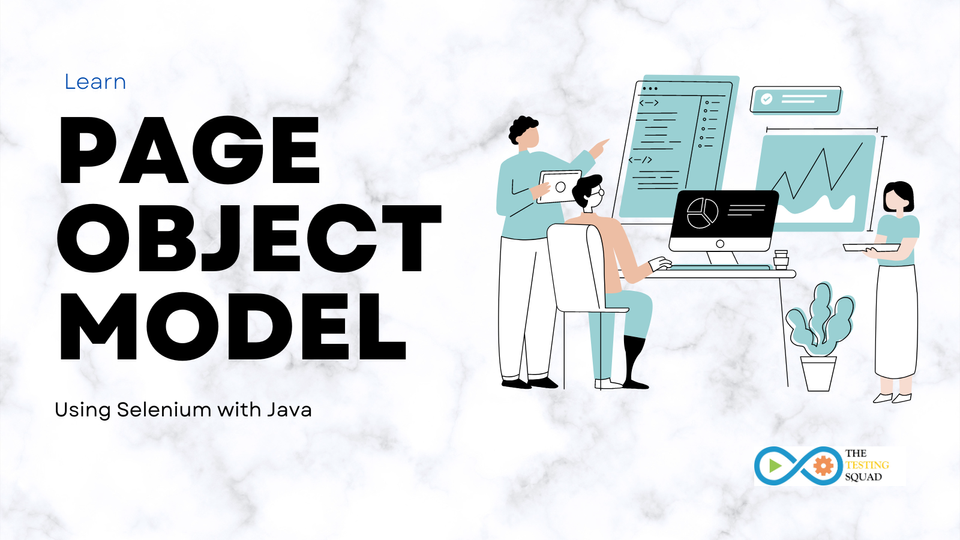 Learn
PAGE
OBJECT
MODEL
Using Selenium with Java
THE
TESTING
SQUAD